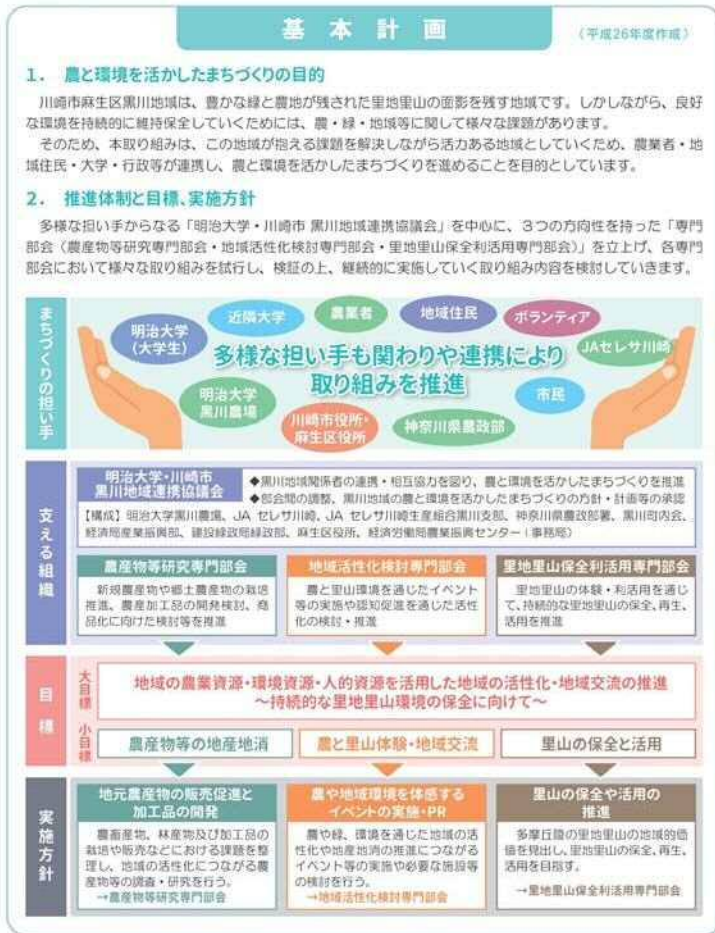 基本計画
（平成26年度作成）
1． 農と環境を活かしたまちづくりの目的
川崎市麻生区黒川地域は、豊かな緑と農地が残された里地里山の面影を残す地域です。しかしながら、良好
な環境を持続的に維持保全していくためには、農・緑・地域等に関して様々な課題があります。
そのため、本取り組みは、この地域が抱える課題を解決しながら活力ある地域としていくため、農業者・地
域住民・大学・行政等が連携し、農と環境を活かしたまちづくりを進めることを目的としています。
2． 推進体制と目標、実施方針
多様な担い手からなる「明治大学・川崎市 黒川地域連携協議会」を中心に、3つの方向性を持った「専門
部会（農産物等研究専門部会・地域活性化検討専門部会・里地里山保全利活用専門部会）」を立上げ、各専門
部会において様々な取り組みを試行し、検証の上、継続的に実施していく取り組み内容を検討していきます。
まちづくりの担い手
明治大学
（大学生）
近隣大学
農業者
地域住民
ボランティア
JAセレサ川崎
多様な担い手も関わりや連携により
取り組みを推進
明治大学
黒川農場
川崎市役所・
麻生区役所
神奈川県農政部
市民
支える組織
明治大学・川崎市
黒川地域連携協議会
◆黒川地域関係者の連携・相互協力を図り、農と環境を活かしたまちづくりを推進
◆部会間の調整、黒川地域の農と環境を活かしたまちづくりの方針・計画等の承認
【構成】明治大学黒川農場、JA セレサ川崎、JA セレサ川崎生産組合黒川支部、神奈川県農政部署、黒川町内会、
経済局産業振興部、建設緑政局緑政部、麻生区役所、経済労働局農業振興センター（事務局）
農産物等研究専門部会
新規農産物や郷土農産物の栽培
推進、農産加工品の開発検討、商
品化に向けた検討等を推進
地域活性化検討専門部会
農と里山環境を通じたイベント
等の実施や認知促進を通じた活性
化の検討・推進
里地里山保全利活用専門部会
里地里山の体験・利活用を通じ
て、持続的な里地里山の保全、再生、
活用を推進
目標
大目標
地域の農業資源・環境資源・人的資源を活用した地域の活性化・地域交流の推進
～持続的な里地里山環境の保全に向けて～
小目標
農産物等の地産地消
農と里山体験・地域交流
里山の保全と活用
実施方針
地元農産物の販売促進と
加工品の開発
農畜産物、林産物及び加工品の
栽培や販売などにおける課題を整
理し、地域の活性化につながる農
産物等の調査・研究を行う。
→農産物等研究専門部会
農や地域環境を体感する
イベントの実施・PR
農や緑、環境を通じた地域の活
性化や地産地消の推進につながる
イベント等の実施や必要な施設等
の検討を行う。
→地域活性化検討専門部会
里山の保全や活用の
推進
多摩丘陵の里地里山の地域的価
値を見出し、里地里山の保全、再生、
活用を目指す。
→里地里山保全利活用専門部会